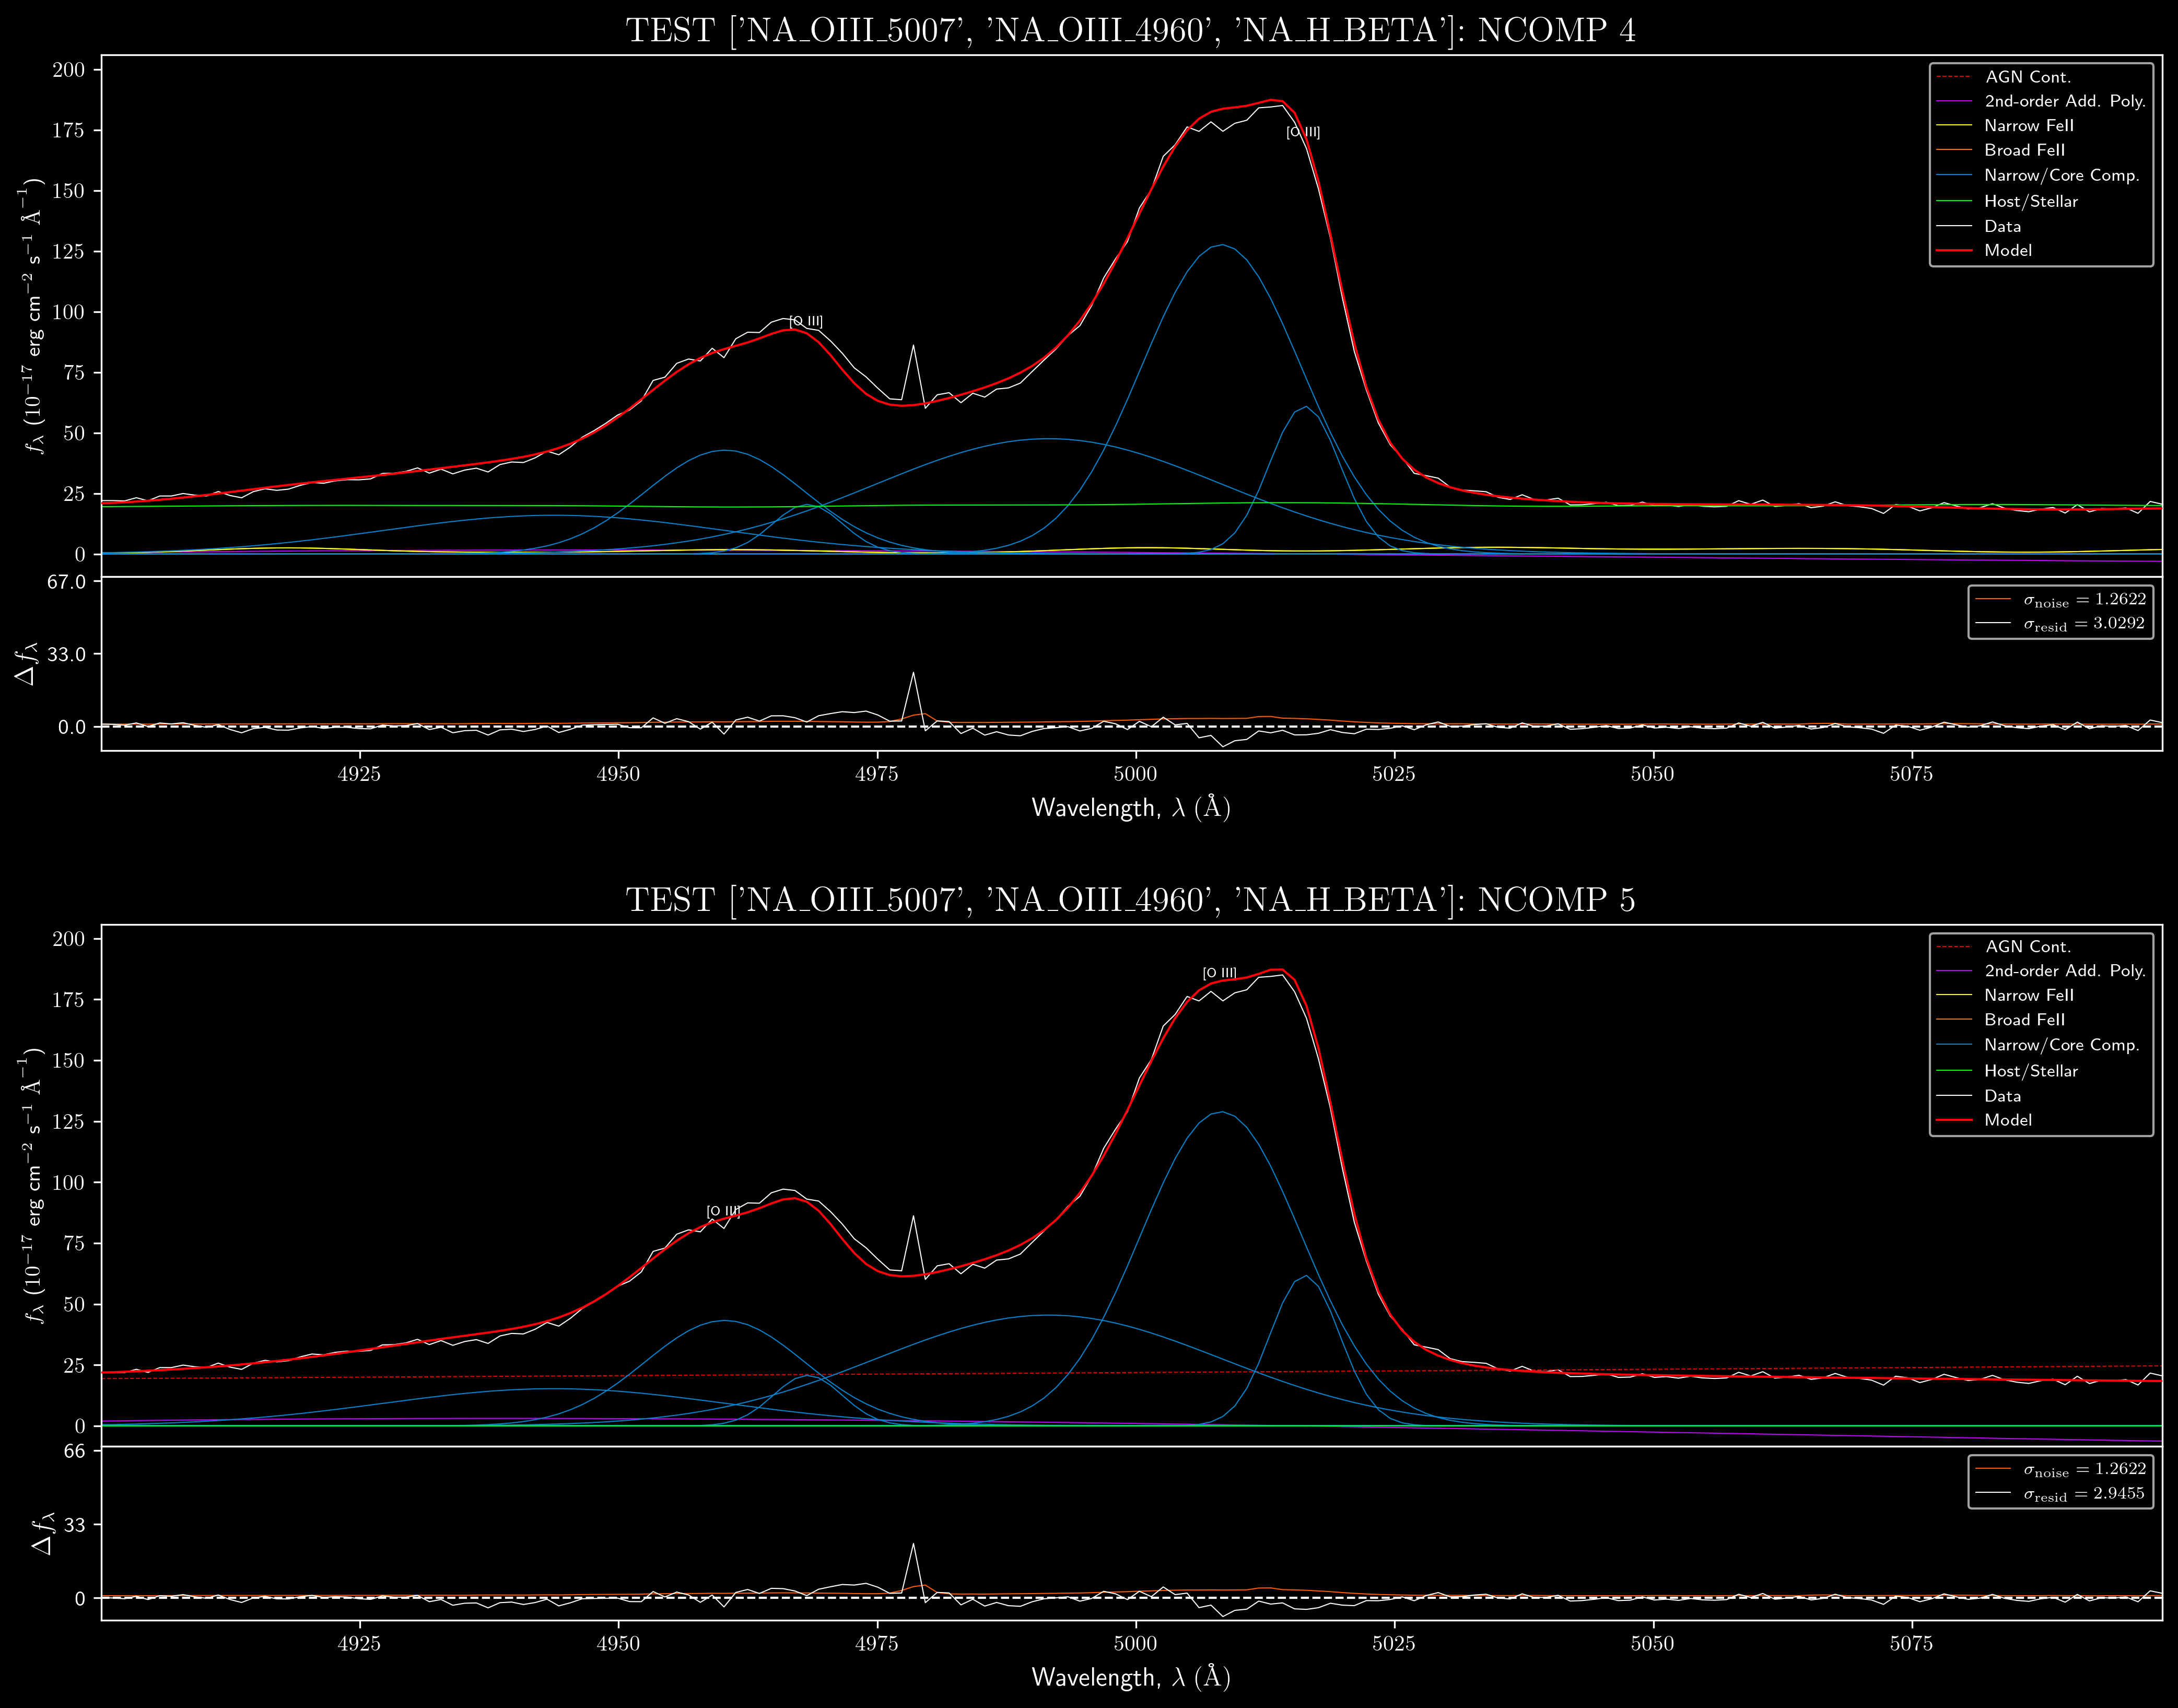 TEST ['NA_OIII_5007', 'NA_OIII_4960', 'NA_H_BETA']: NCOMP 4
200
175
150
125
100
75
50
25
0
fλ (10−17 erg cm−2 s−1 Å−1)
[O III]
[O III]
AGN Cont.
2nd-order Add. Poly.
Narrow FeII
Broad FeII
Narrow/Core Comp.
Host/Stellar
Data
Model
67.0
33.0
0.0
Δfλ
σnoise = 1.2622
σresid = 3.0292
4925 4950 4975 5000 5025 5050 5075
Wavelength, λ (Å)
TEST ['NA_OIII_5007', 'NA_OIII_4960', 'NA_H_BETA']: NCOMP 5
200
175
150
125
100
75
50
25
0
fλ (10−17 erg cm−2 s−1 Å−1)
[O III]
[O III]
AGN Cont.
2nd-order Add. Poly.
Narrow FeII
Broad FeII
Narrow/Core Comp.
Host/Stellar
Data
Model
66
33
0
Δfλ
σnoise = 1.2622
σresid = 2.9455
4925 4950 4975 5000 5025 5050 5075
Wavelength, λ (Å)